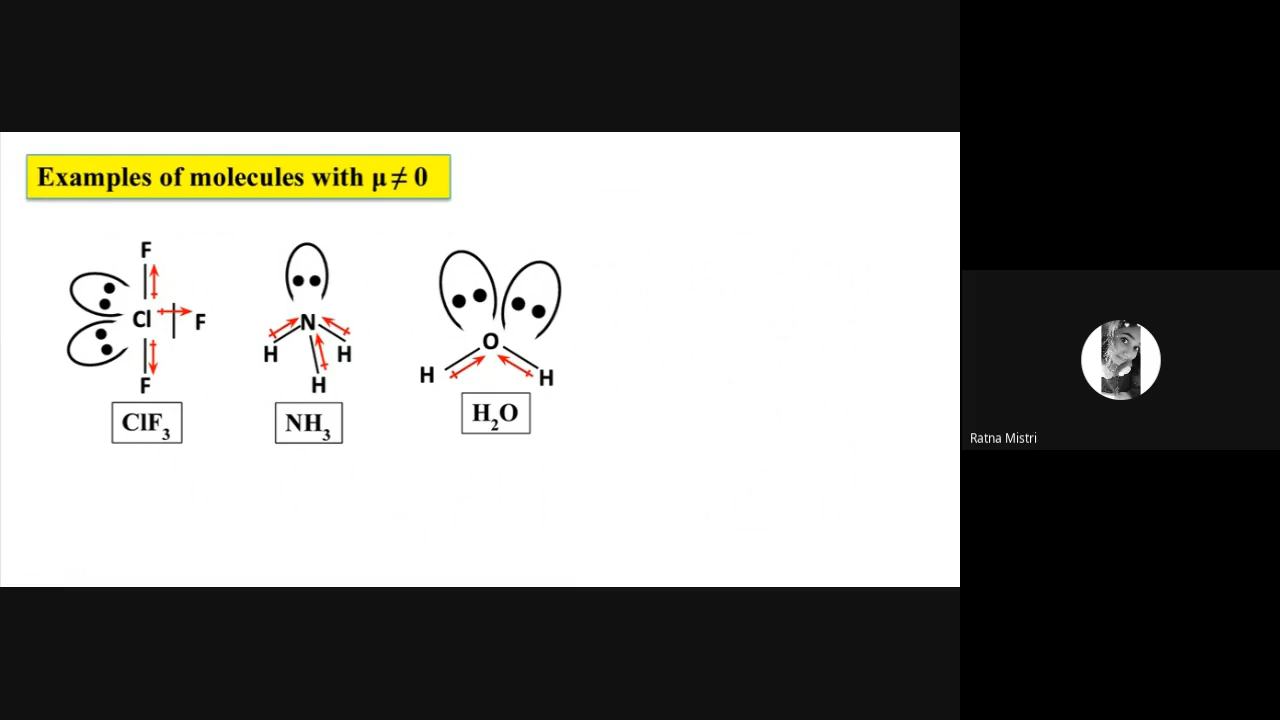 Examples of molecules with μ ≠ 0
F
Cl
F
F
ClF₃
N
H
H
H
NH₃
O
H
H
H₂O
Ratna Mistri